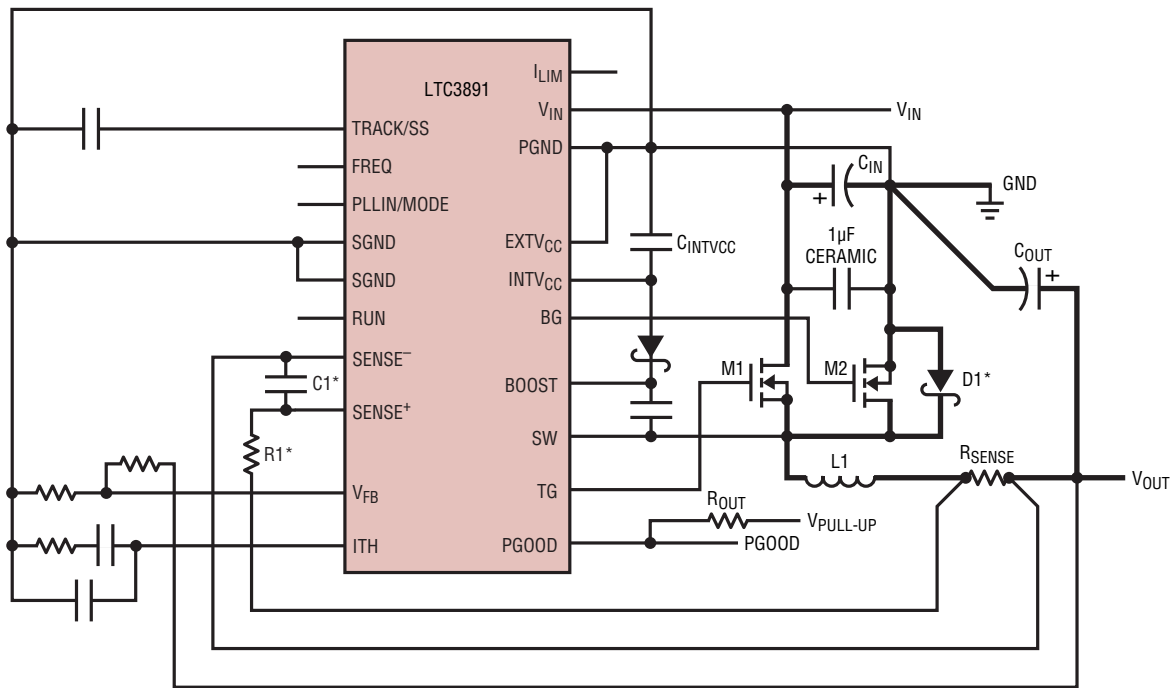 LTC3891
TRACK/SS
FREQ
PLLIN/MODE
SGND
SGND
RUN
SENSE–
C1*
SENSE+
R1*
VFB
ITH
ILIM
VIN
PGND
EXTVCC
INTVCC
BG
BOOST
SW
TG
PGOOD
CINTVCC
VIN
CIN
+
GND
1µF
CERAMIC
COUT
+
M1
M2
D1*
L1
RSENSE
VOUT
ROUT
VPULL-UP
PGOOD